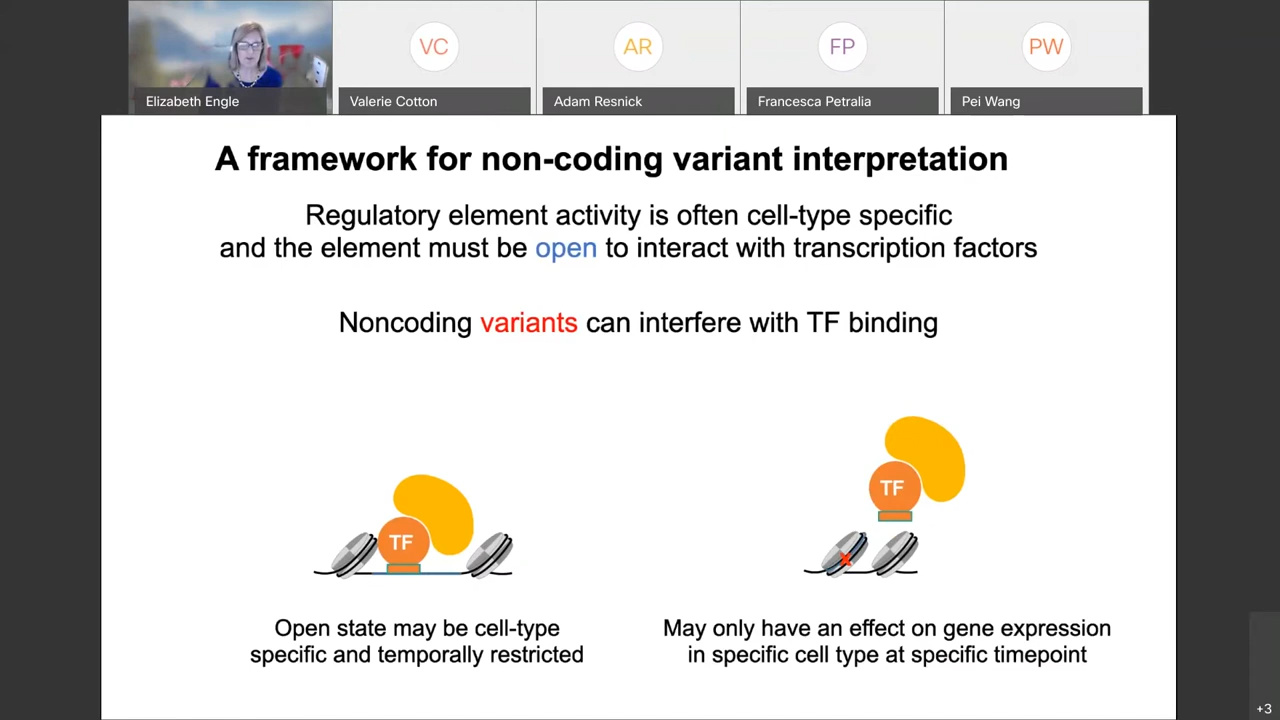 VC
AR
FP
PW
Elizabeth Engle
Valerie Cotton
Adam Resnick
Francesca Petralia
Pei Wang
A framework for non-coding variant interpretation
Regulatory element activity is often cell-type specific
and the element must be open to interact with transcription factors
Noncoding variants can interfere with TF binding
TF
TF
Open state may be cell-type
specific and temporally restricted
May only have an effect on gene expression
in specific cell type at specific timepoint
+3